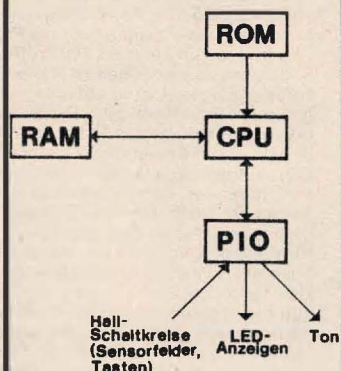 ROM
RAM
CPU
PIO
Hall-
Schaltkreise
(Sensorfelder,
Tasten)
LED-
Anzeigen
Ton